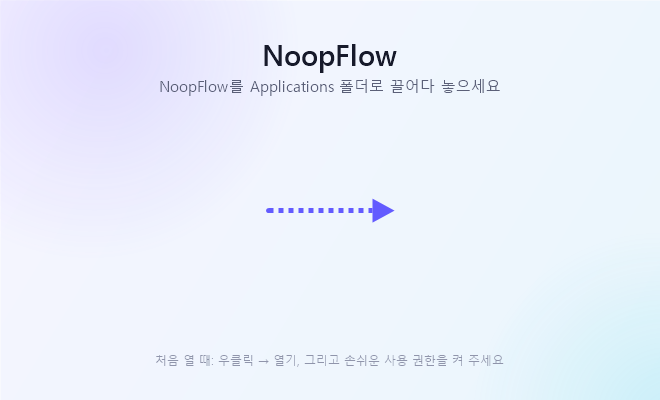 NoopFlow
NoopFlow를 Applications 폴더로 끌어다 놓으세요
처음 열 때: 우클릭 → 열기, 그리고 손쉬운 사용 권한을 켜 주세요